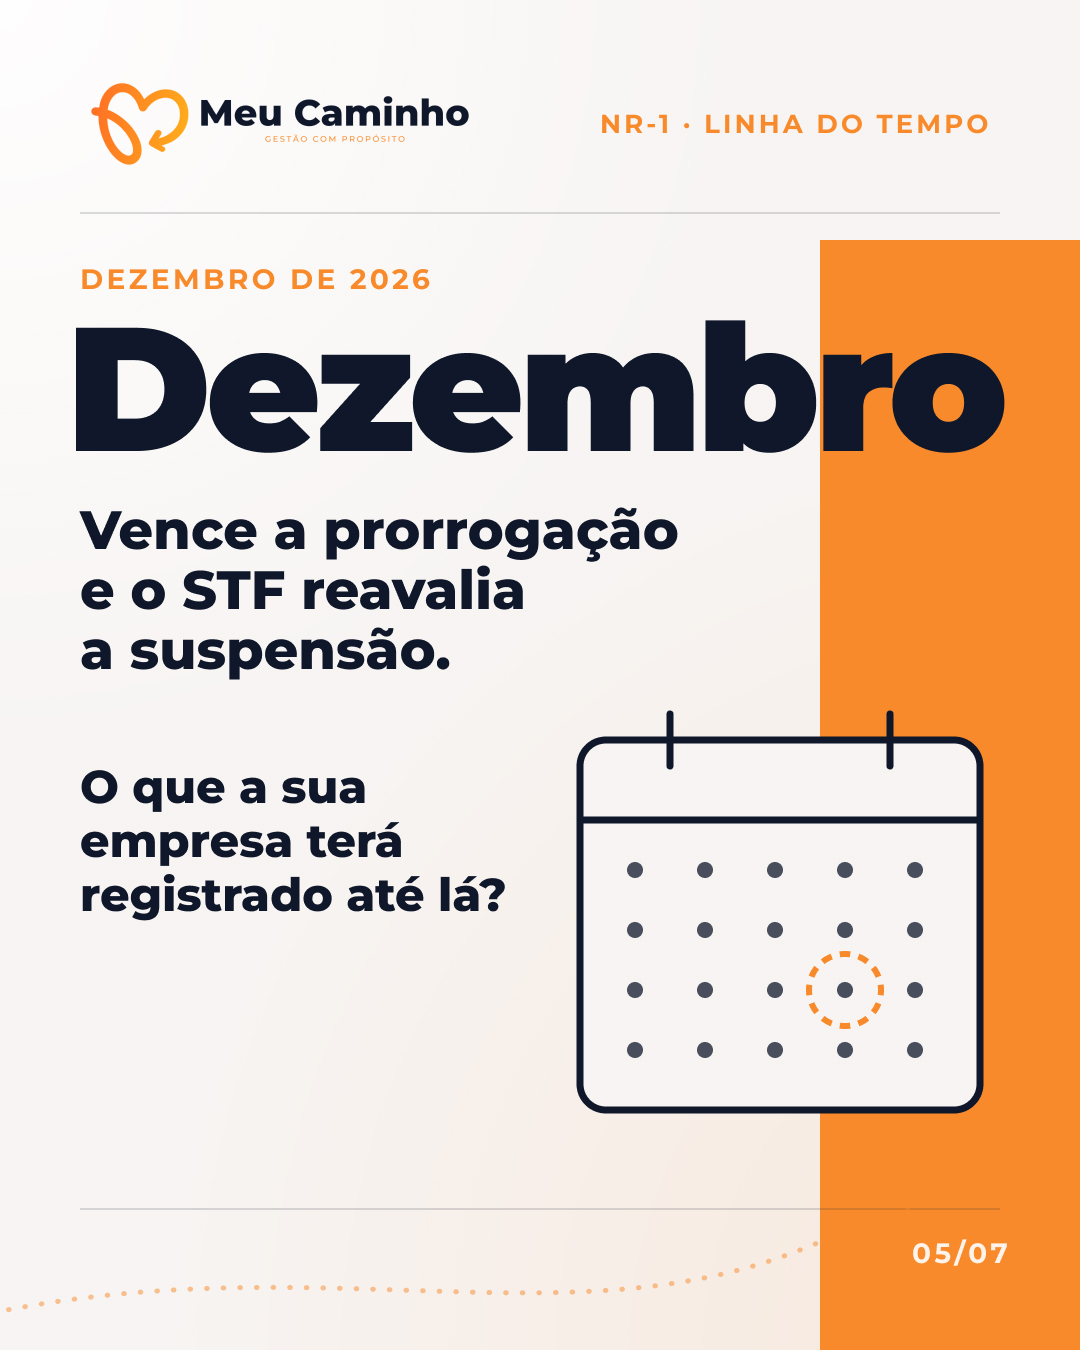 Meu Caminho
GESTÃO COM PROPÓSITO
NR-1 · LINHA DO TEMPO
DEZEMBRO DE 2026
Dezembro
Vence a prorrogação
e o STF reavalia
a suspensão.
O que a sua
empresa terá
registrado até lá?
05/07